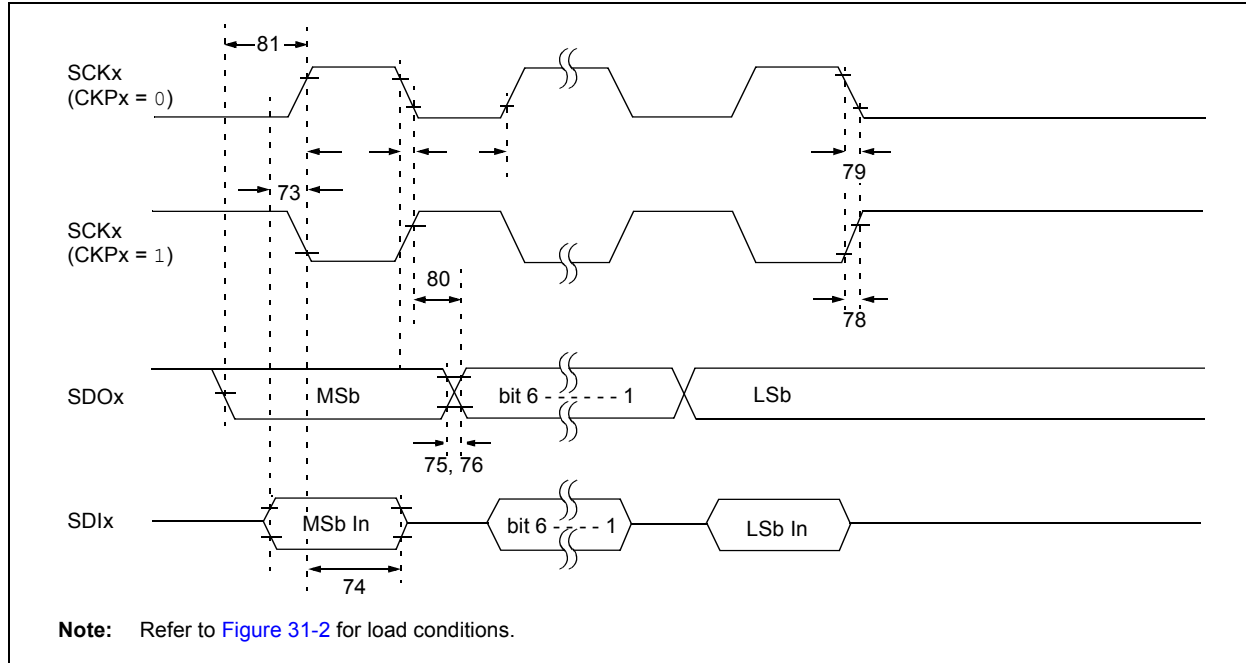 81
SCKx
(CKPx = 0)
73
79
SCKx
(CKPx = 1)
80
78
SDOx
MSb
bit 6 - - - - - - 1
LSb
75, 76
SDIx
MSb In
bit 6 - - - - - 1
LSb In
74
Note: Refer to Figure 31-2 for load conditions.